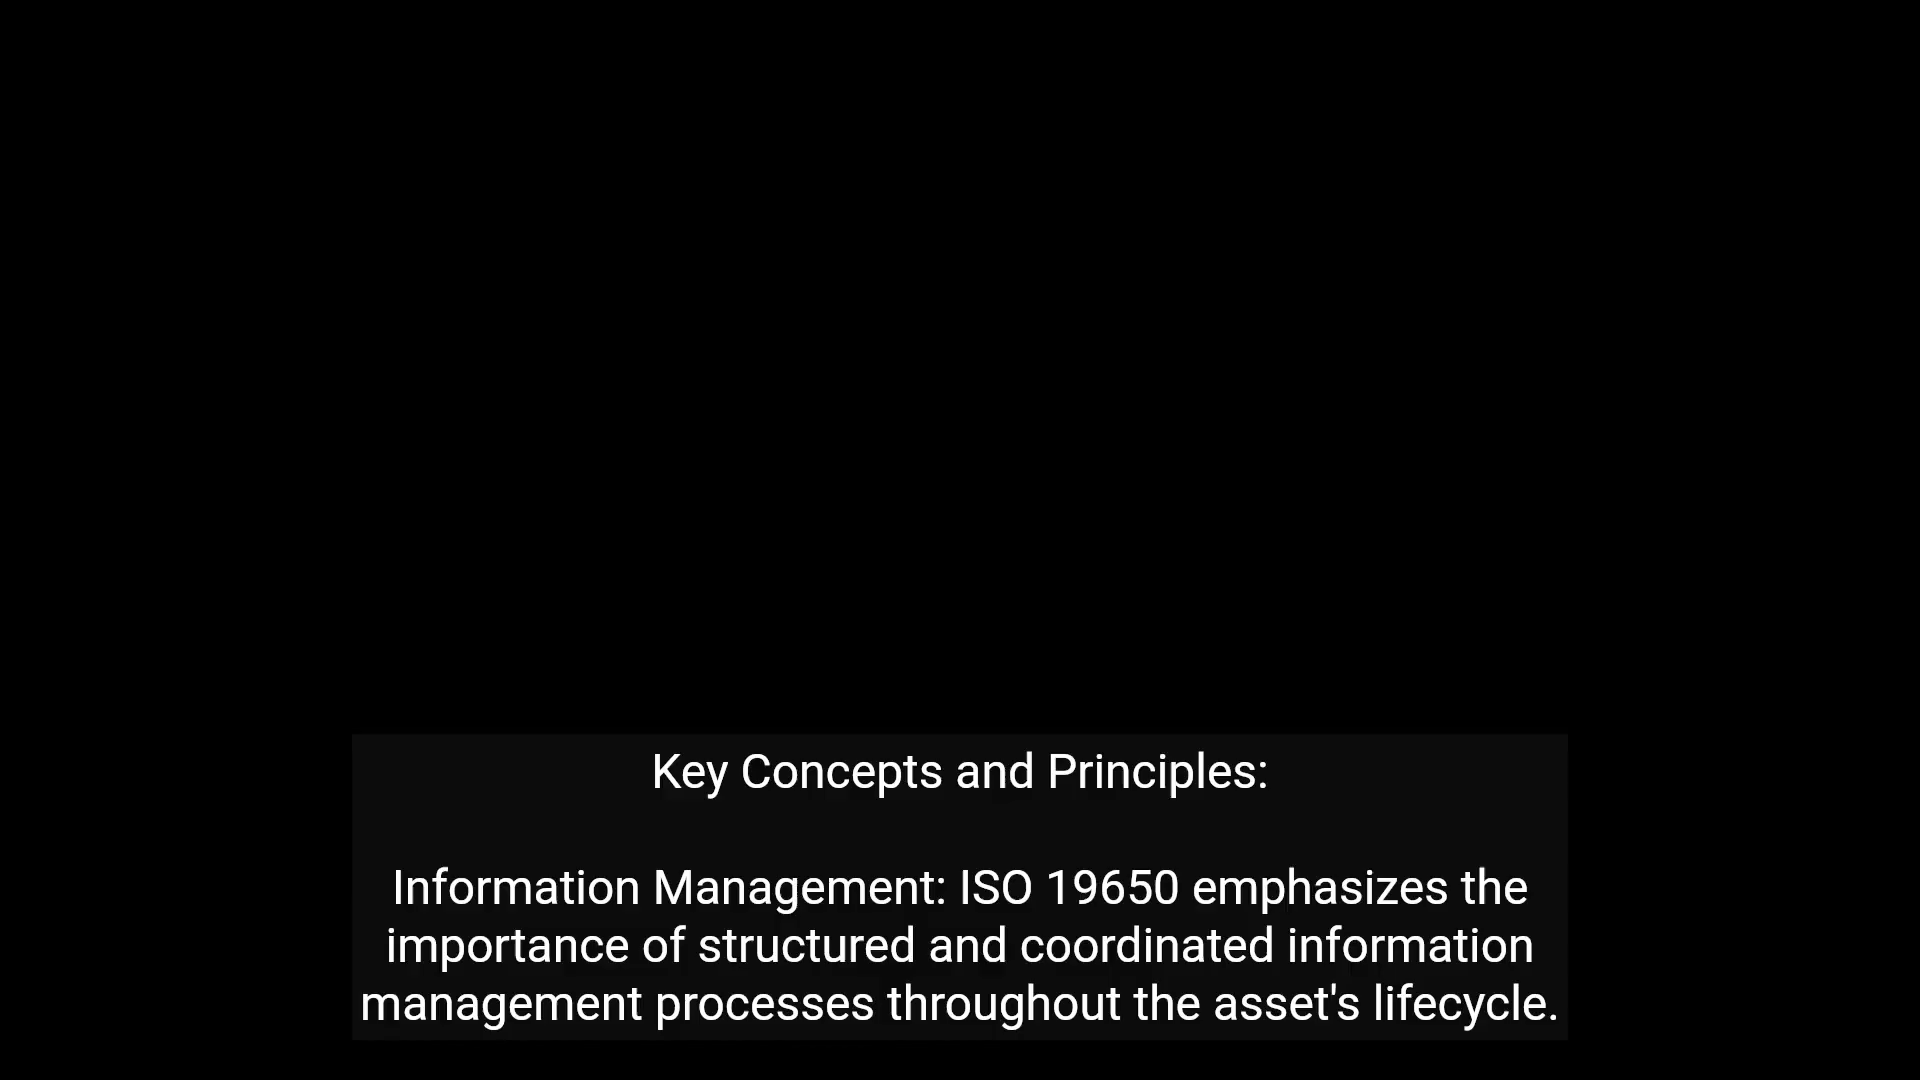 Key Concepts and Principles:
Information Management: ISO 19650 emphasizes the
importance of structured and coordinated information
management processes throughout the asset's lifecycle.